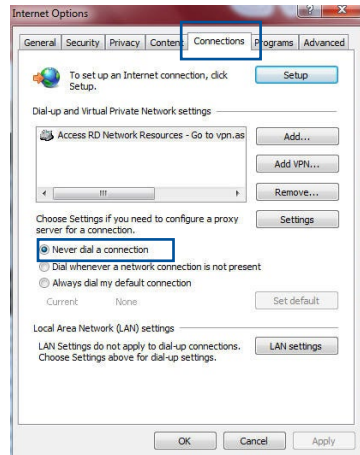 Internet Options
General Security Privacy Content Connections Programs Advanced
To set up an Internet connection, click
Setup.
Setup
Dial-up and Virtual Private Network settings
Access RD Network Resources - Go to vpn.as
Add...
Add VPN...
Remove...
Choose Settings if you need to configure a proxy
server for a connection.
Settings
Never dial a connection
Dial whenever a network connection is not present
Always dial my default connection
Current None
Set default
Local Area Network (LAN) settings
LAN Settings do not apply to dial-up connections.
Choose Settings above for dial-up settings.
LAN settings
OK Cancel Apply